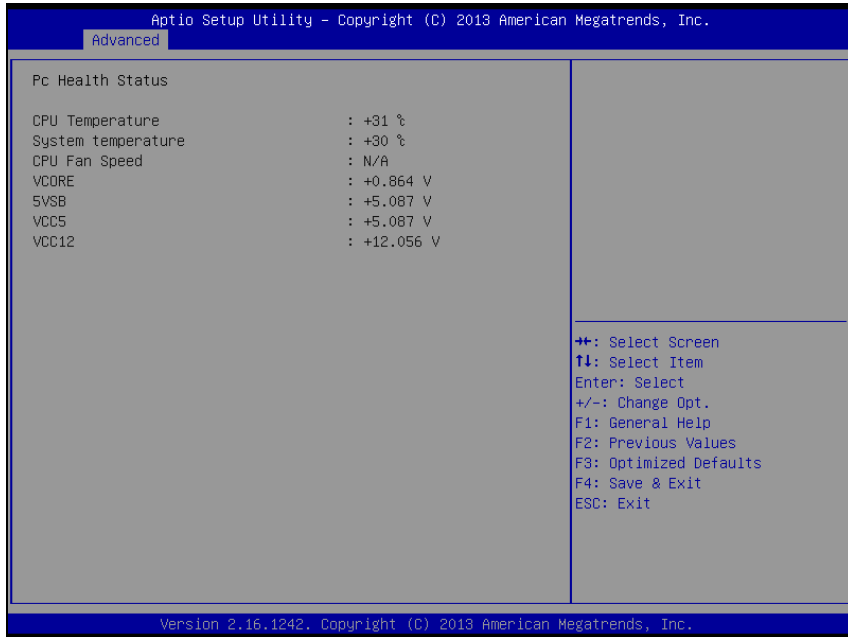 Aptio Setup Utility – Copyright (C) 2013 American Megatrends, Inc.
Advanced
Pc Health Status
CPU Temperature : +31 ℃
System temperature : +30 ℃
CPU Fan Speed : N/A
VCORE : +0.864 V
5VSB : +5.087 V
VCC5 : +5.087 V
VCC12 : +12.056 V
→←: Select Screen
↑↓: Select Item
Enter: Select
+/-: Change Opt.
F1: General Help
F2: Previous Values
F3: Optimized Defaults
F4: Save & Exit
ESC: Exit
Version 2.16.1242. Copyright (C) 2013 American Megatrends, Inc.